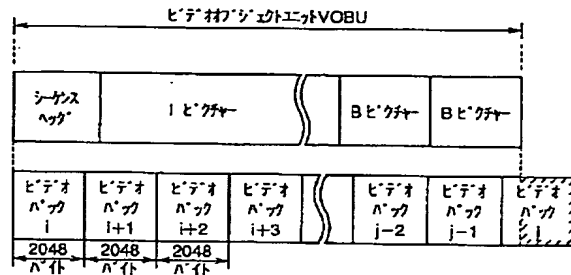 ビデオオブジェクトユニットVOBU
シーケンス
ヘッダ
Iピクチャー
Bピクチャー
Bピクチャー
ビデオ
パック
i
ビデオ
パック
i+1
ビデオ
パック
i+2
ビデオ
パック
i+3
ビデオ
パック
j-2
ビデオ
パック
j-1
ビデオ
パック
j
2048
バイト
2048
バイト
2048
バイト